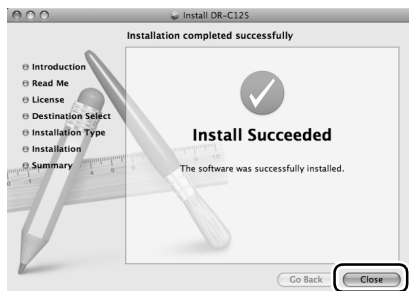 Install DR-C125
Installation completed successfully
Introduction
Read Me
License
Destination Select
Installation Type
Installation
Summary
Install Succeeded
The software was successfully installed.
Go Back
Close